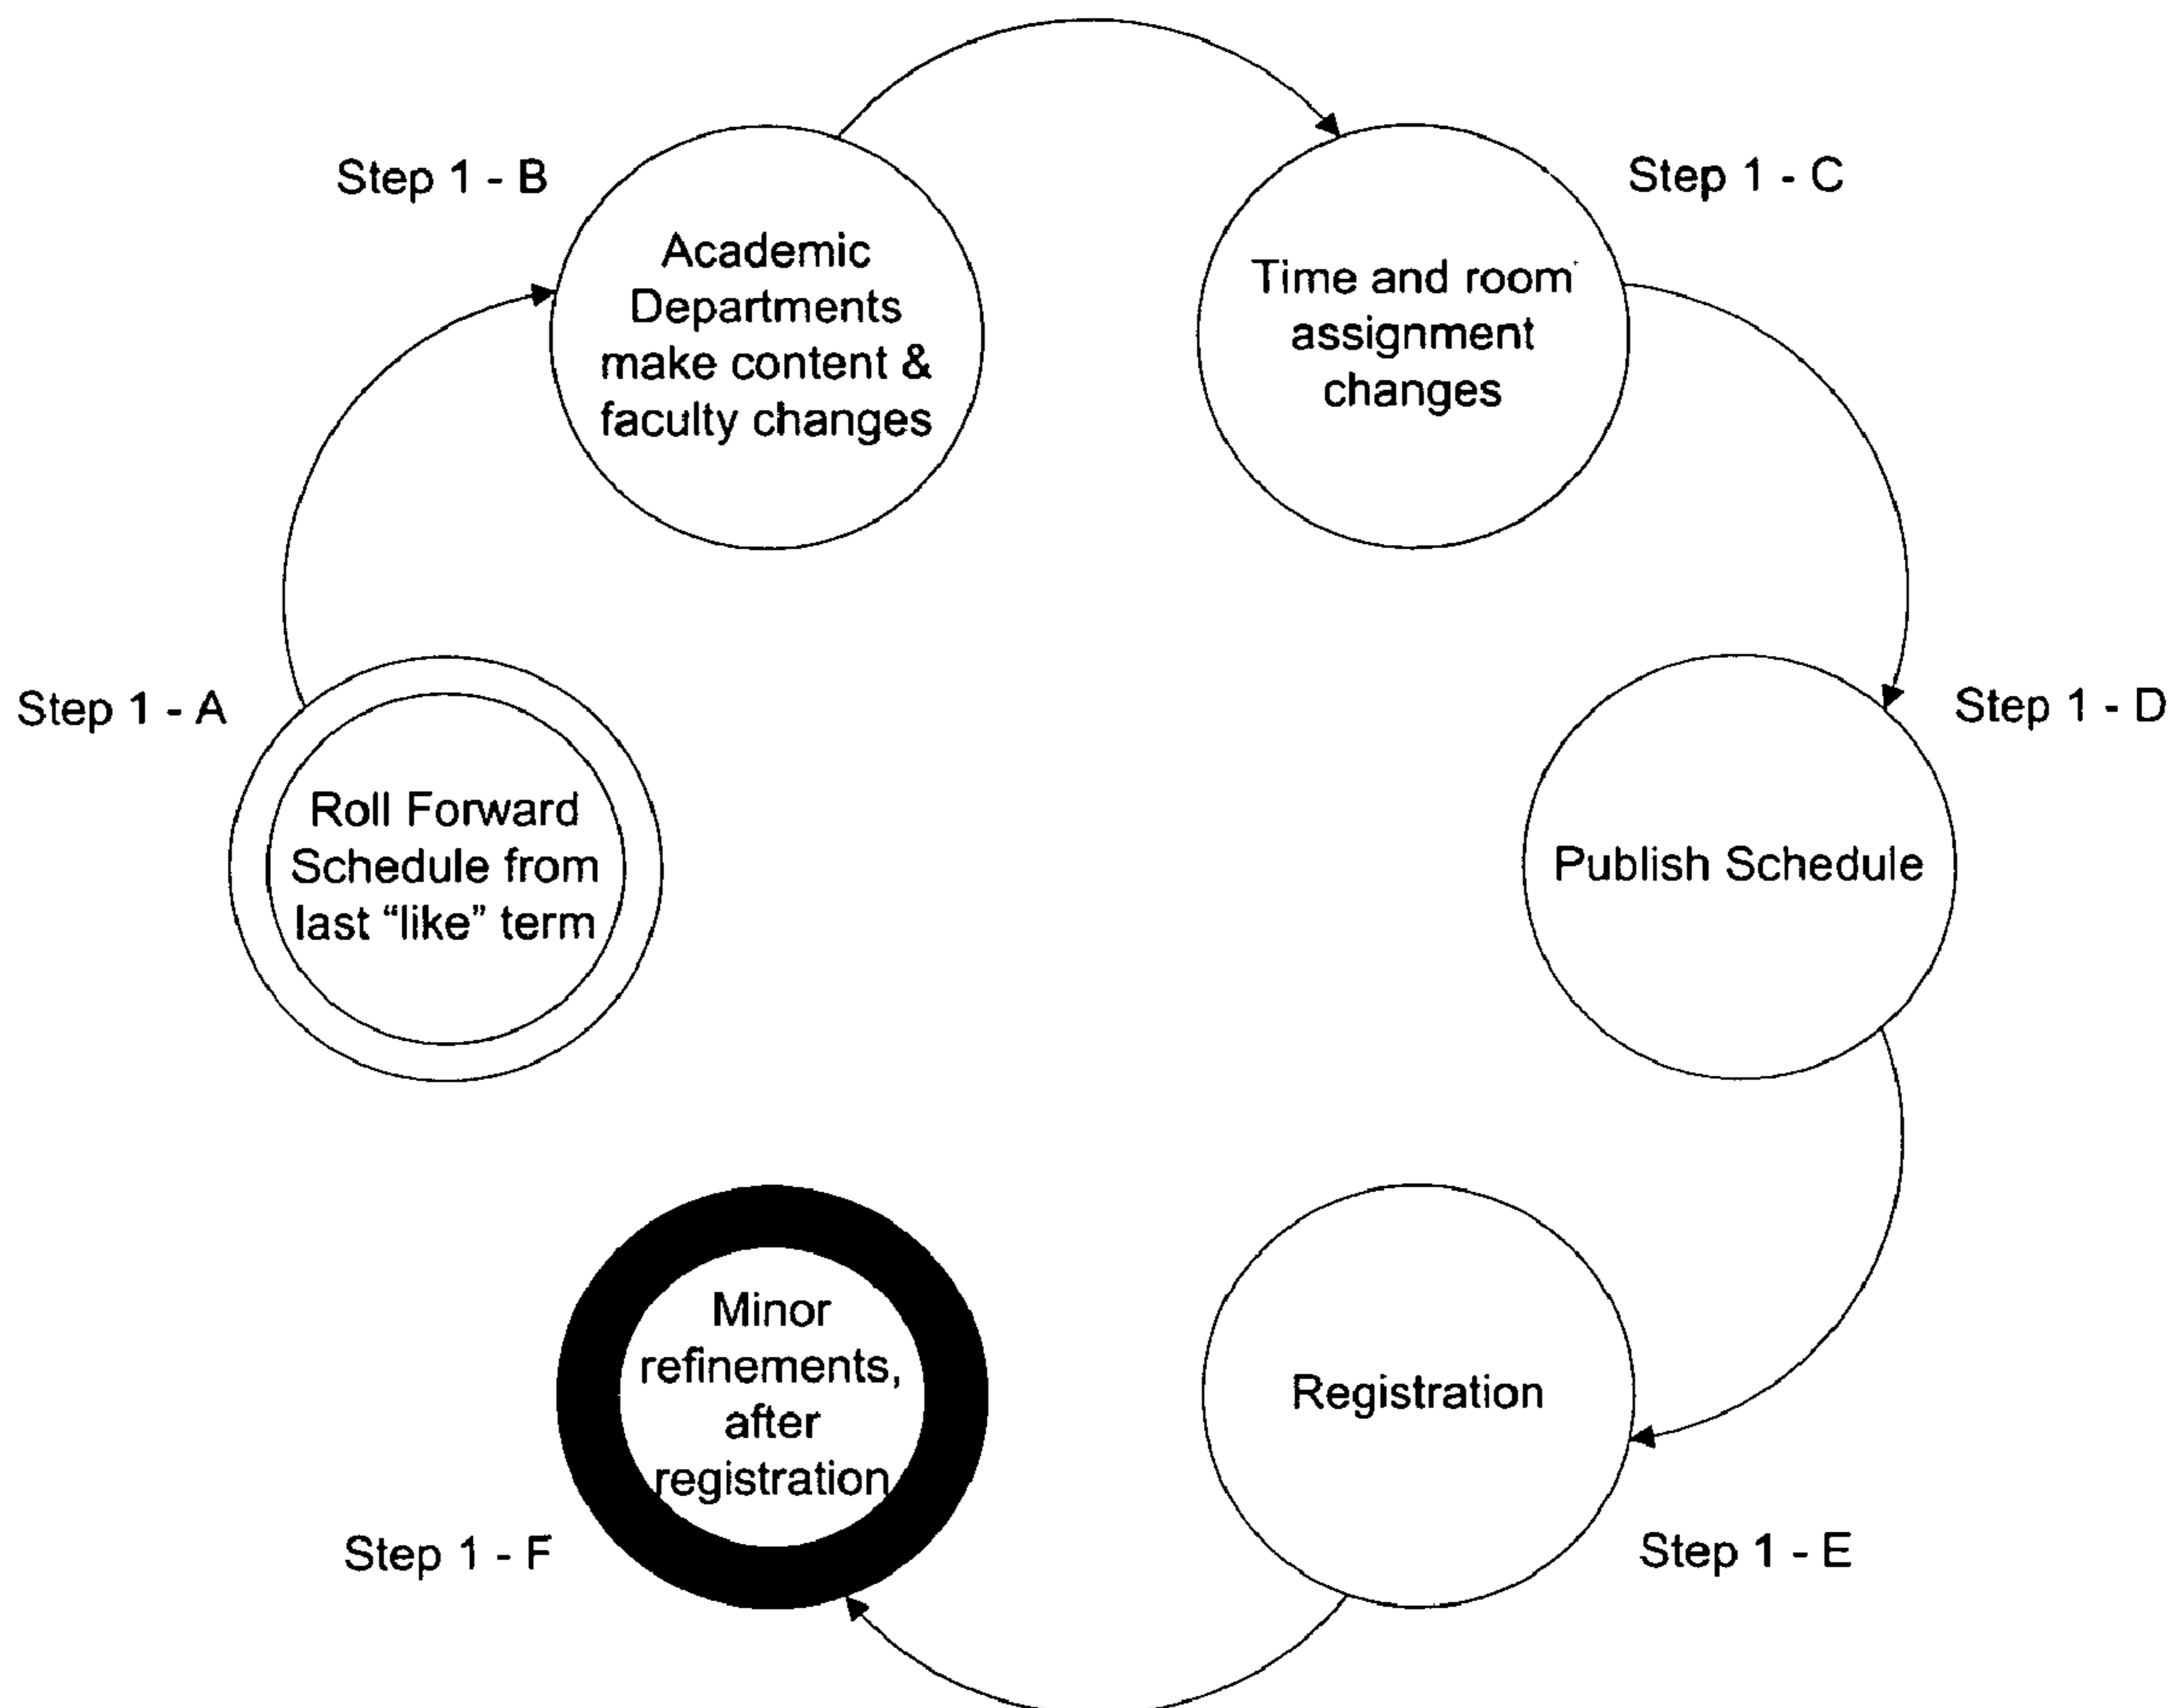 Step 1 - B
Academic
Departments
make content &
faculty changes
Step 1 - C
Time and room
assignment
changes
Step 1 - A
Roll Forward
Schedule from
last “like” term
Step 1 - D
Publish Schedule
Step 1 - E
Registration
Step 1 - F
Minor
refinements,
after
registration